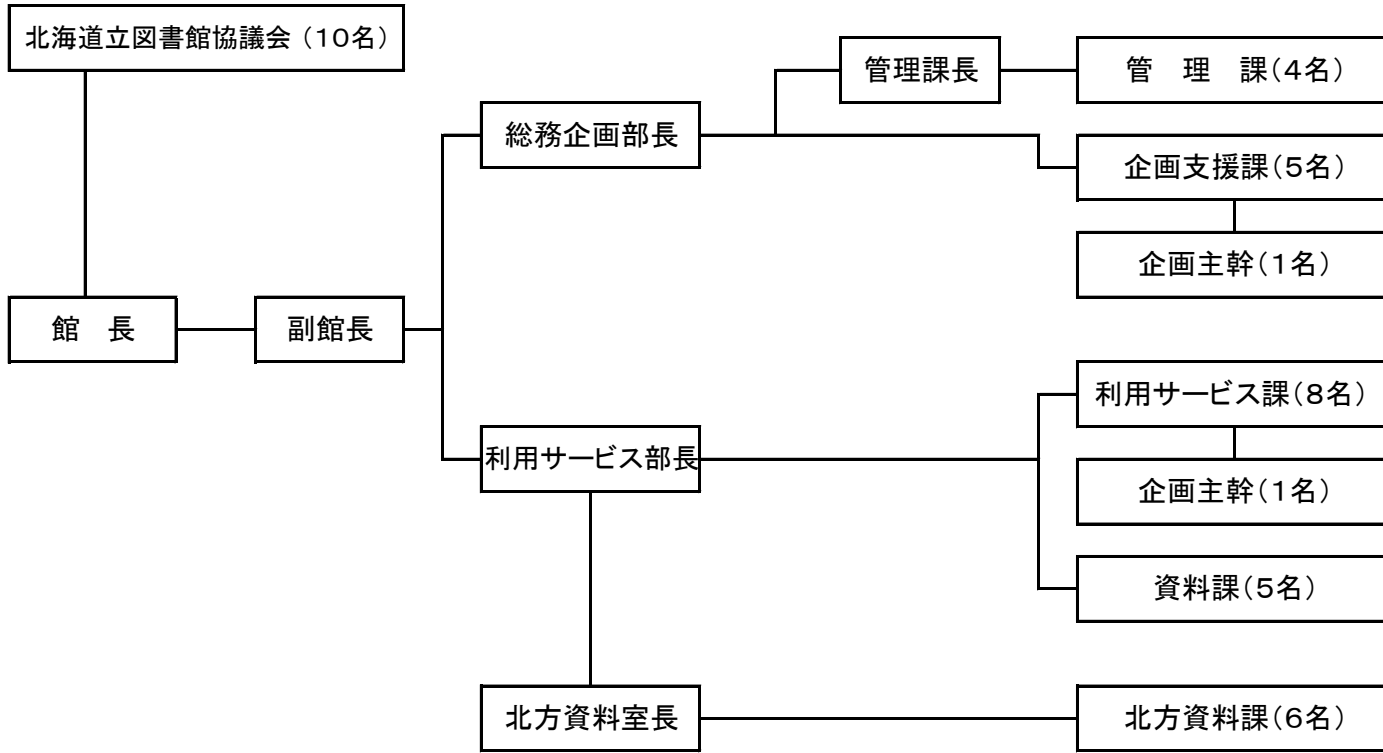 北海道立図書館協議会（10名）
管理課長
管　理　課（4名）
総務企画部長
企画支援課（5名）
企画主幹（1名）
館　長
副館長
利用サービス課（8名）
利用サービス部長
企画主幹（1名）
資料課（5名）
北方資料室長
北方資料課（6名）